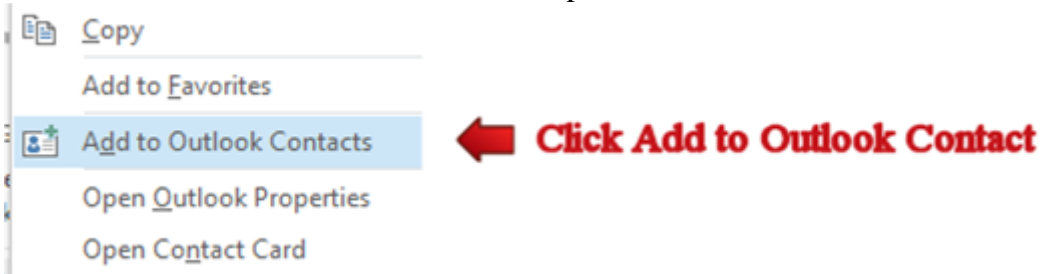 Copy
Add to Favorites
Add to Outlook Contacts
Click Add to Outlook Contact
Open Outlook Properties
Open Contact Card